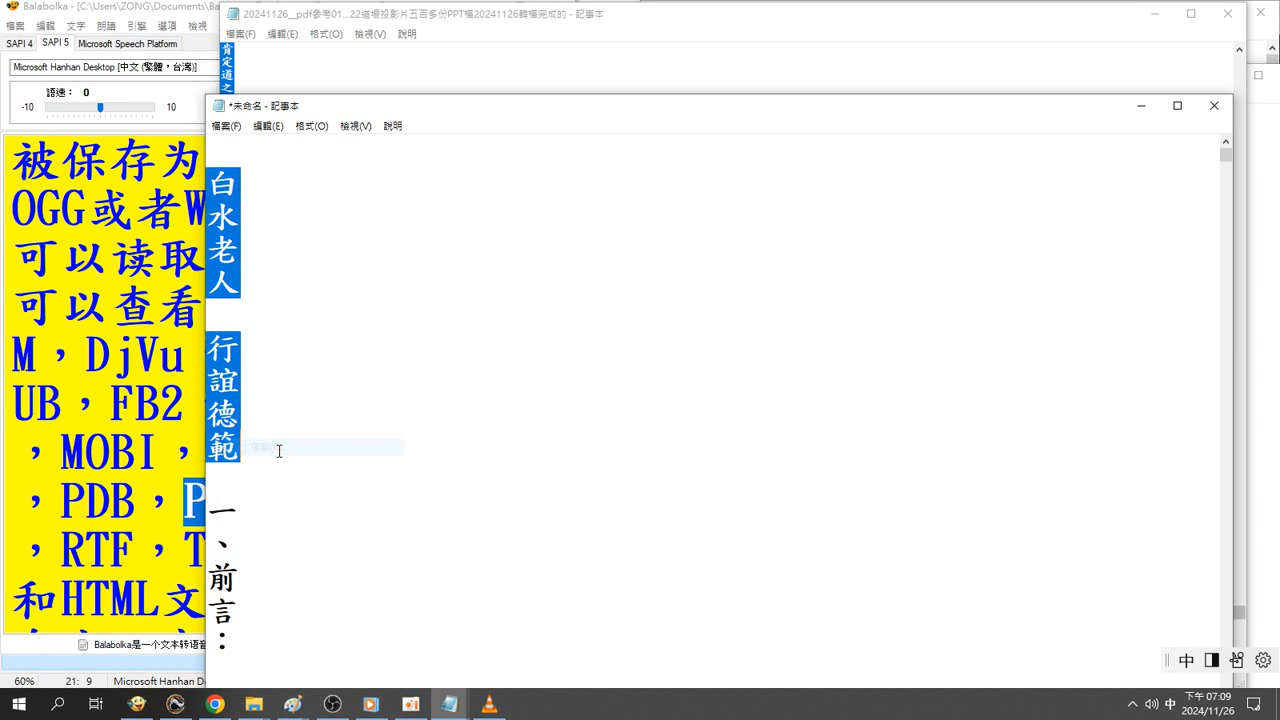 Balabolka - [C:\Users\ZONG\Documents\Ba
檔案 編輯 文字 朗讀 引擎 選項 檢視
SAPI 4 SAPI 5 Microsoft Speech Platform
Microsoft Hanhan Desktop [中文 (繁體，台灣)]
語速： 0
-10 10
被保存为
OGG或者W
可以读取
可以查看
M，DjVu
UB，FB2
，MOBI，
，PDB，P
，RTF，T
和HTML文
Balabolka是一个文本转语音
60% 21: 9 Microsoft Hanhan D
20241126__pdf參考01...22道場投影片五百多份PPT檔20241126轉檔完成的 - 記事本
檔案(F) 編輯(E) 格式(O) 檢視(V) 說明
肯
定
道
之
*未命名 - 記事本
檔案(F) 編輯(E) 格式(O) 檢視(V) 說明
白
水
老
人
行
誼
德
範
一
、
前
言
：
中
中
下午 07:09
2024/11/26